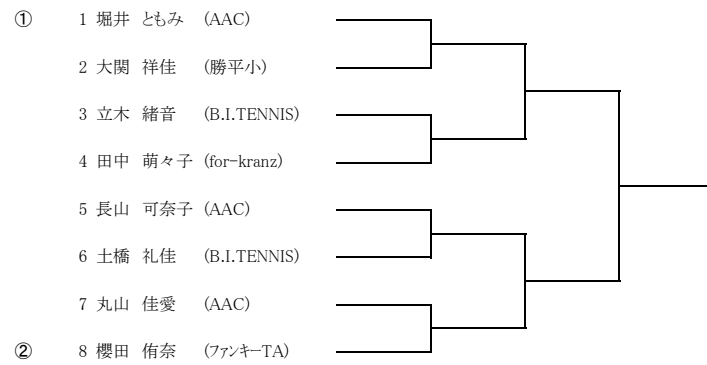 ① 1 堀井 ともみ (AAC)
2 大関 祥佳 (勝平小)
3 立木 緒音 (B.I.TENNIS)
4 田中 萌々子 (for-kranz)
5 長山 可奈子 (AAC)
6 土橋 礼佳 (B.I.TENNIS)
7 丸山 佳愛 (AAC)
② 8 櫻田 侑奈 (ファンキーTA)